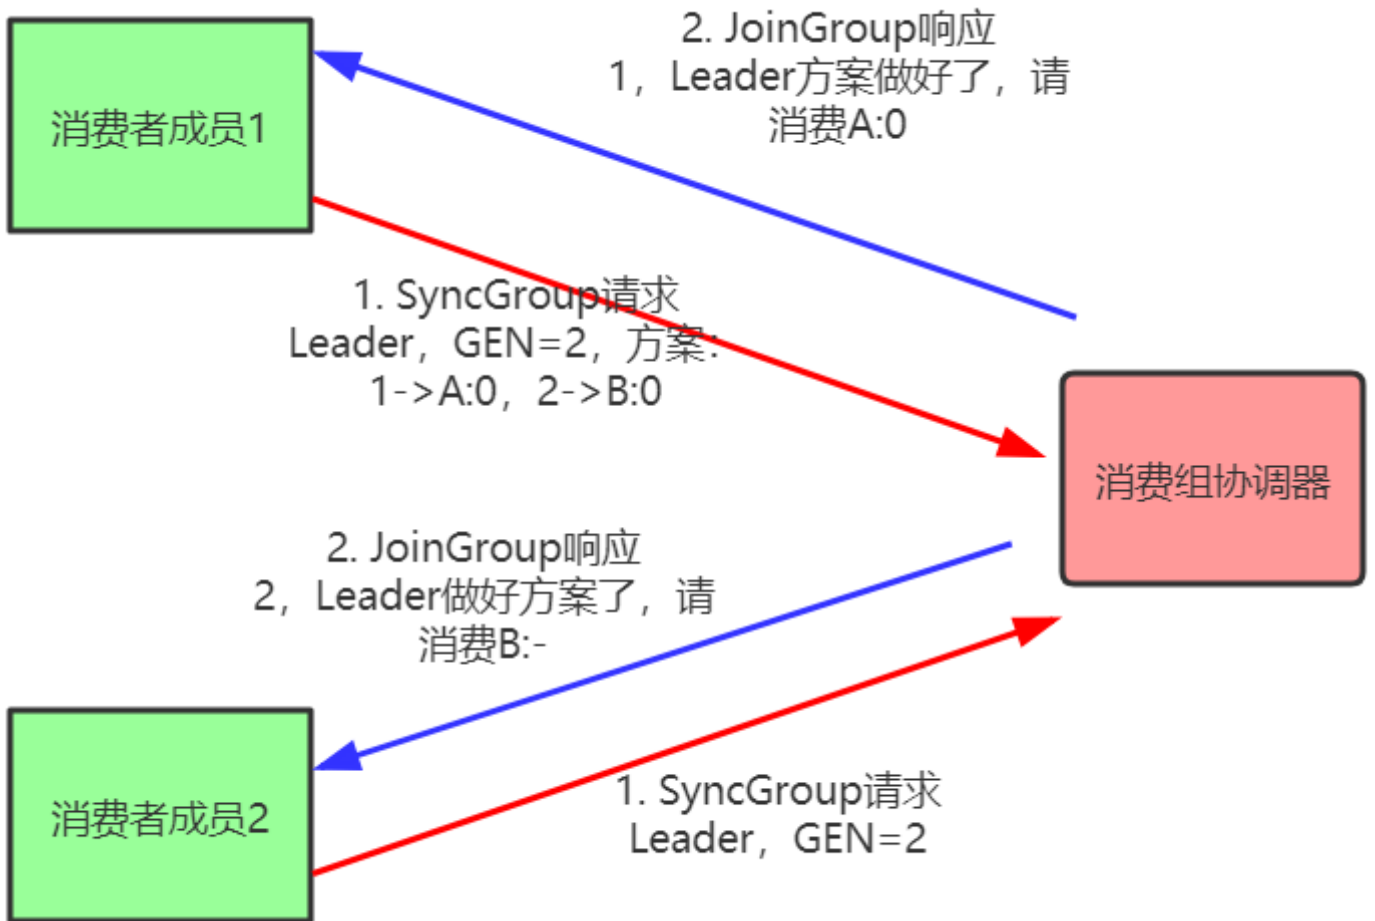 2. JoinGroup响应
1，Leader方案做好了，请
消费A:0
消费者成员1
1. SyncGroup请求
Leader，GEN=2，方案：
1->A:0，2->B:0
消费组协调器
2. JoinGroup响应
2，Leader做好方案了，请
消费B:-
消费者成员2
1. SyncGroup请求
Leader，GEN=2